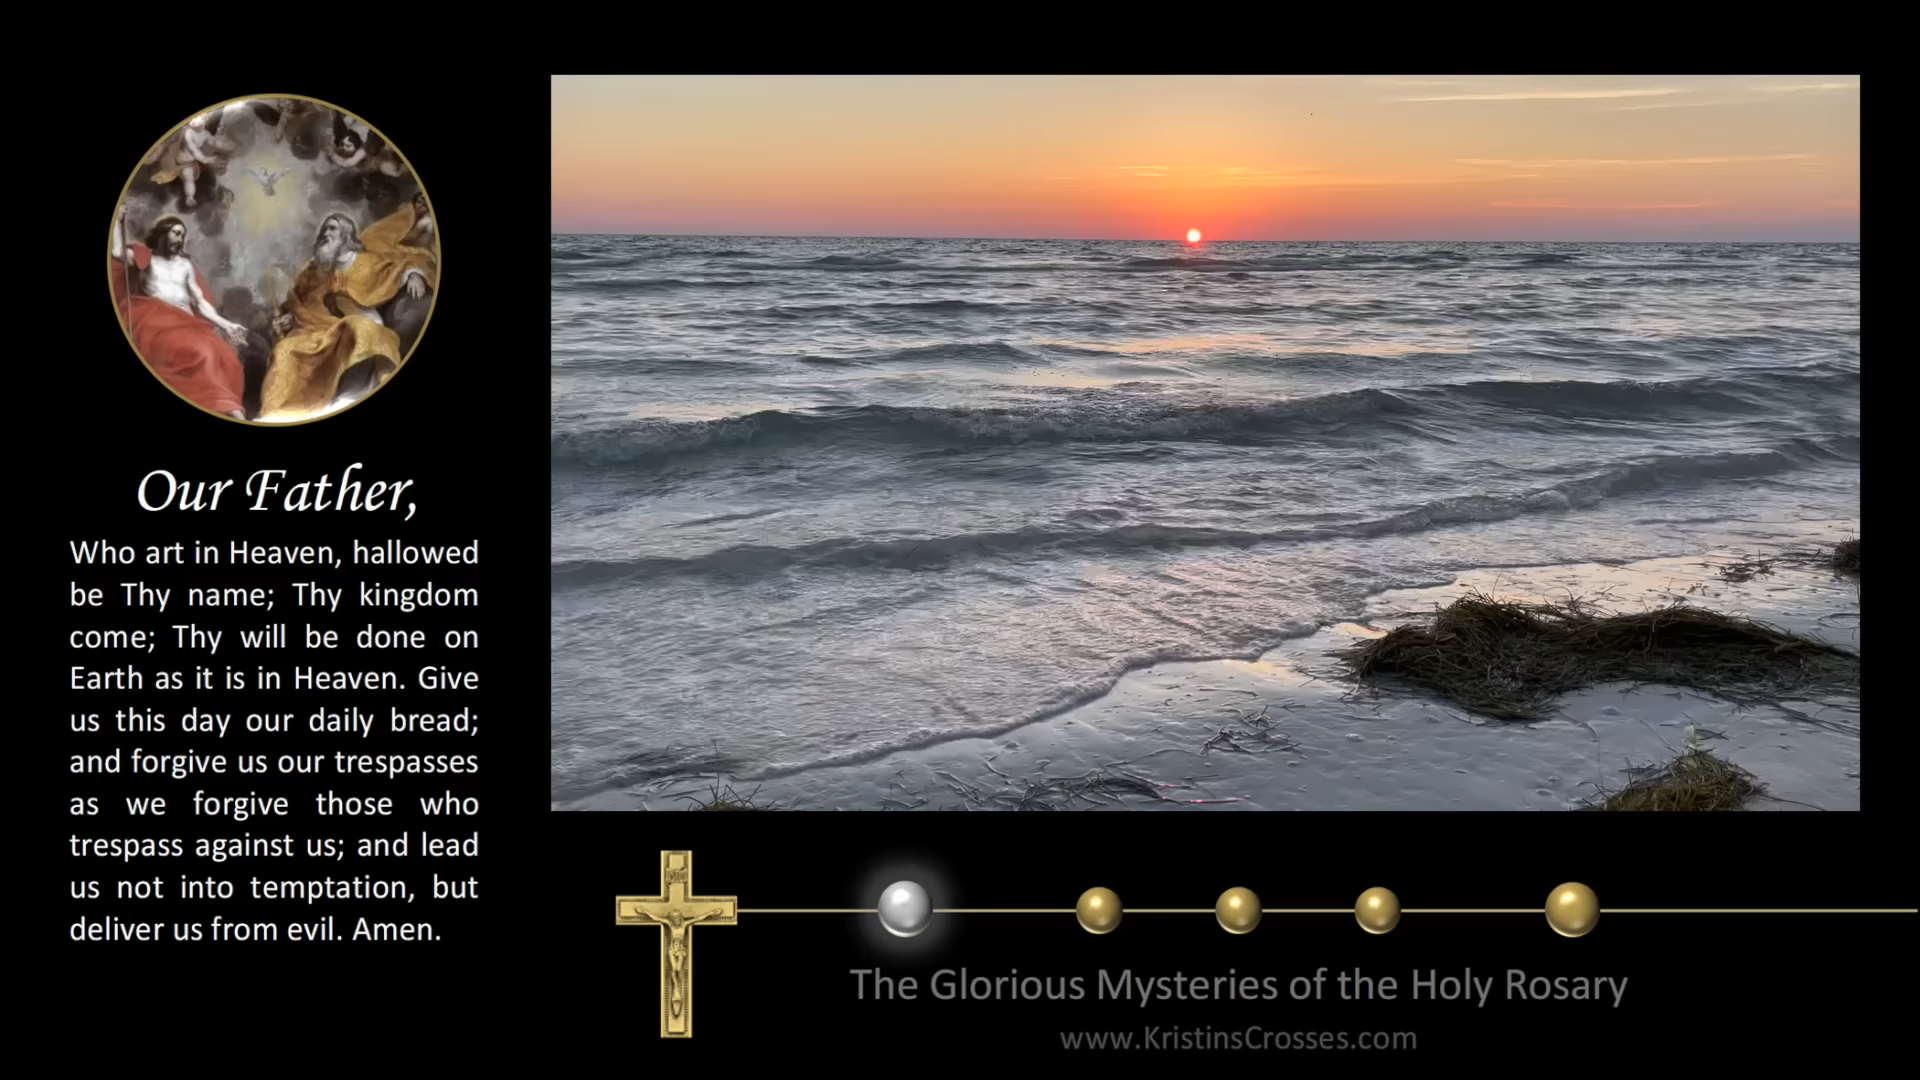 Our Father,
Who art in Heaven, hallowed
be Thy name; Thy kingdom
come; Thy will be done on
Earth as it is in Heaven. Give
us this day our daily bread;
and forgive us our trespasses
as we forgive those who
trespass against us; and lead
us not into temptation, but
deliver us from evil. Amen.
The Glorious Mysteries of the Holy Rosary
www.KristinsCrosses.com